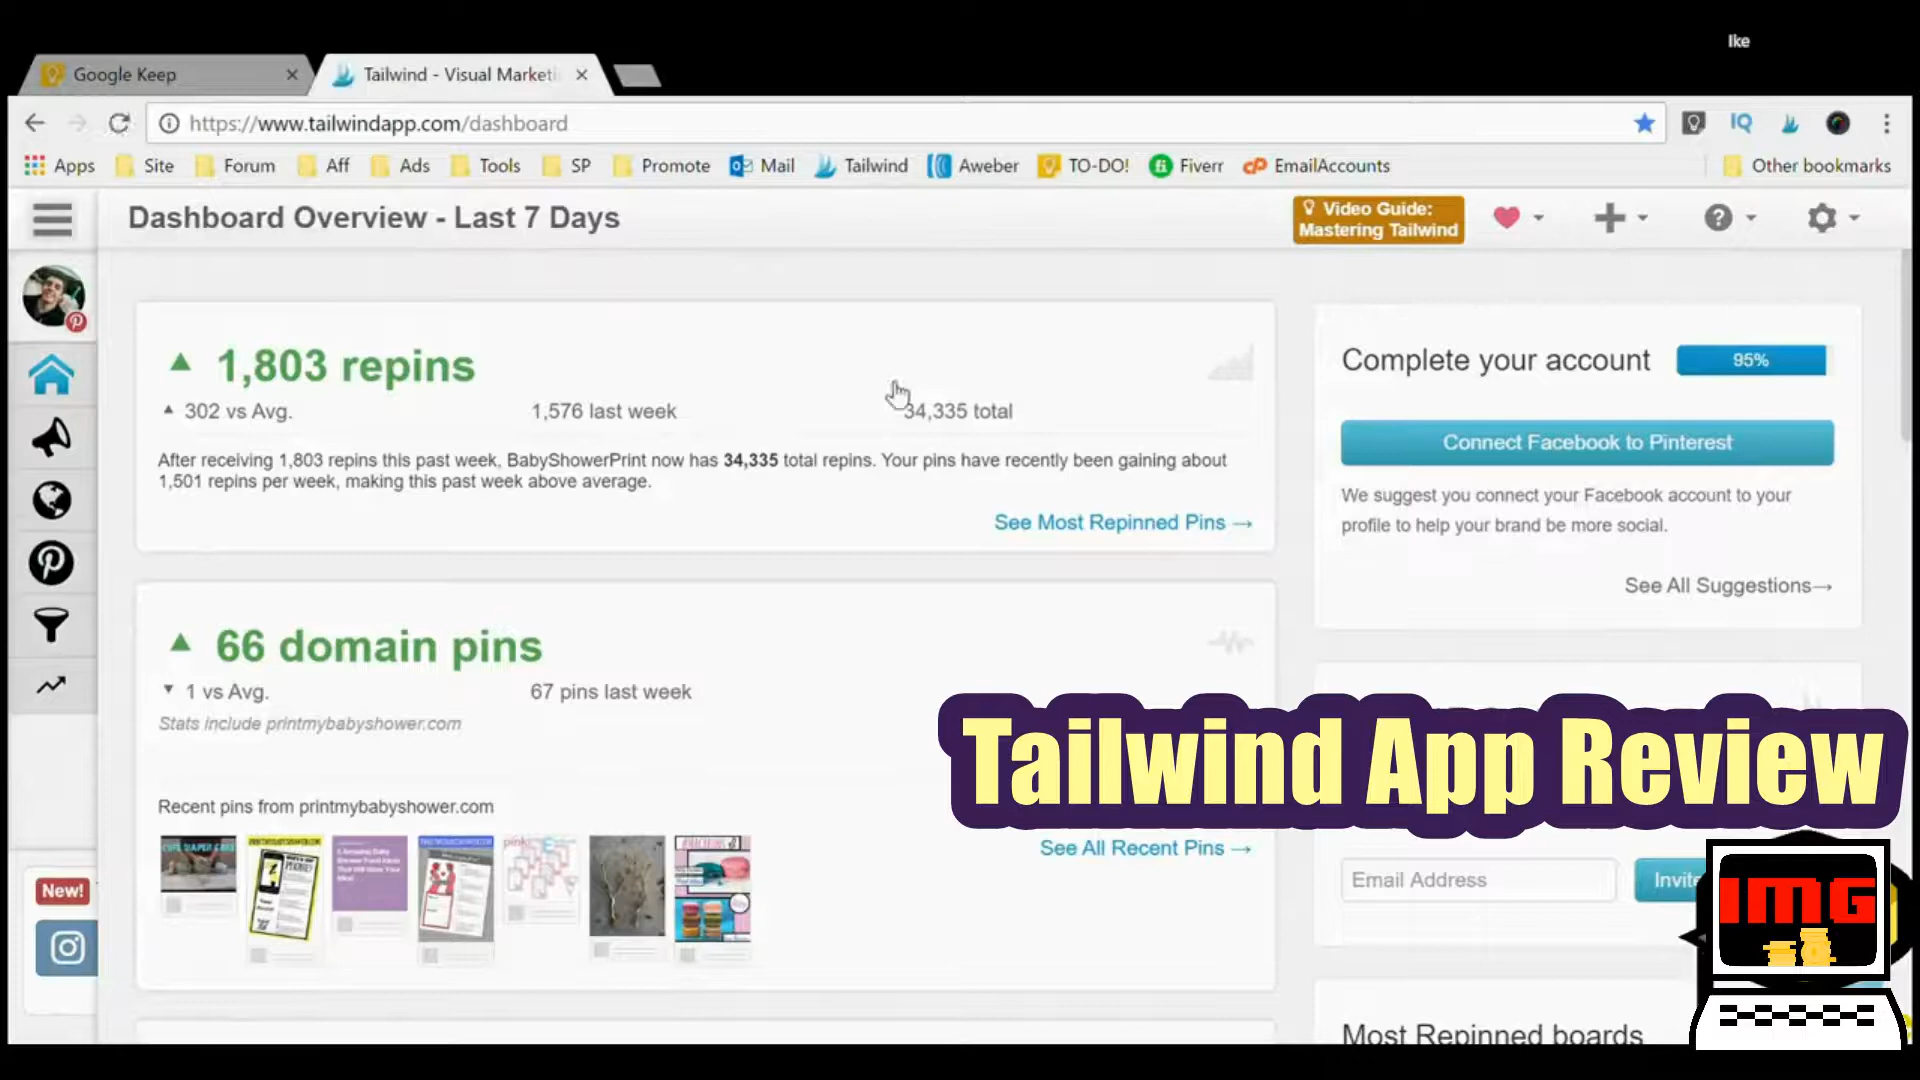 Ike
Google Keep
Tailwind - Visual Marketi
https://www.tailwindapp.com/dashboard
IQ
Apps Site Forum Aff Ads Tools SP Promote Mail Tailwind Aweber TO-DO! Fiverr cP EmailAccounts Other bookmarks
Dashboard Overview - Last 7 Days
Video Guide:
Mastering Tailwind
1,803 repins
302 vs Avg. 1,576 last week 34,335 total
After receiving 1,803 repins this past week, BabyShowerPrint now has 34,335 total repins. Your pins have recently been gaining about
1,501 repins per week, making this past week above average.
See Most Repinned Pins →
Complete your account 95%
Connect Facebook to Pinterest
We suggest you connect your Facebook account to your
profile to help your brand be more social.
See All Suggestions→
66 domain pins
1 vs Avg. 67 pins last week
Stats include printmybabyshower.com
Recent pins from printmybabyshower.com
See All Recent Pins →
Tailwind App Review
Email Address
Invite
IMG
New!
Most Repinned boards